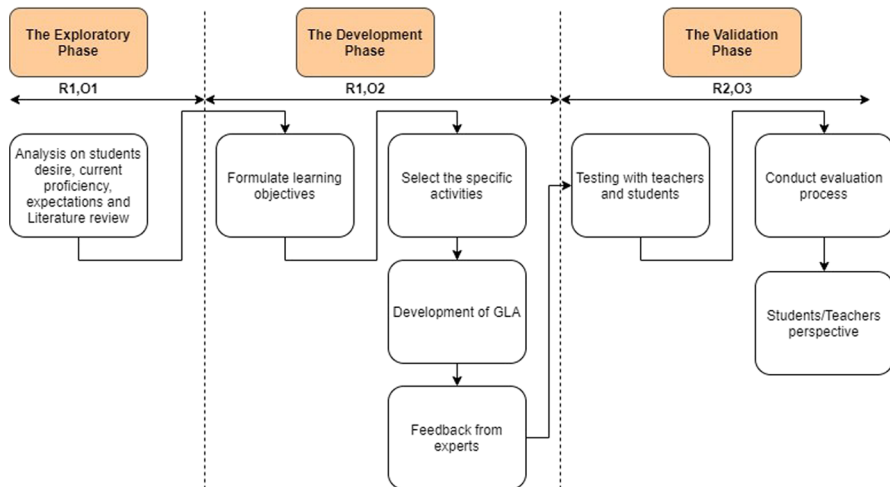 The Exploratory
Phase
The Development
Phase
The Validation
Phase
R1,O1
R1,O2
R2,O3
Analysis on students
desire, current
proficiency,
expectations and
Literature review
Formulate learning
objectives
Select the specific
activities
Development of GLA
Feedback from
experts
Testing with teachers
and students
Conduct evaluation
process
Students/Teachers
perspective